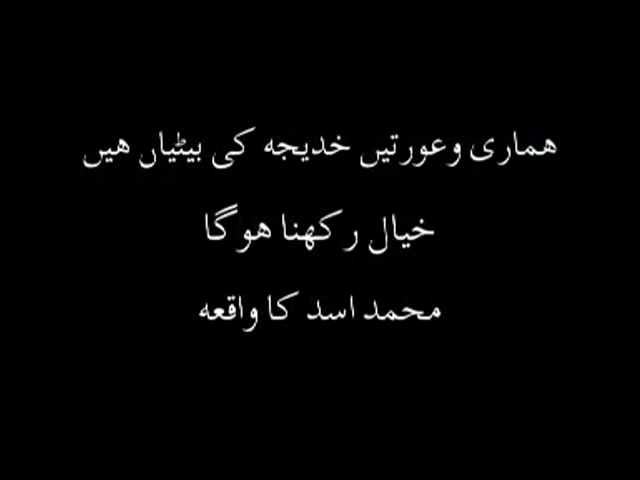 ھماری وعورتیں خدیجه کی بیٹیاں ھیں
خیال رکھنا ھوگا
محمد اسد کا واقعه